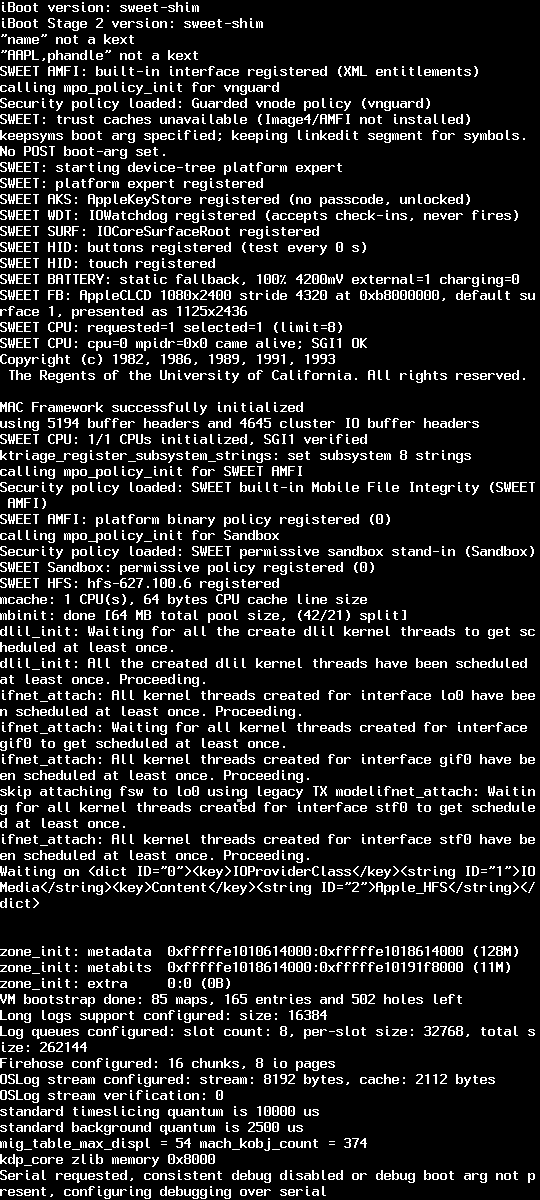 iBoot version: sweet-shim
iBoot Stage 2 version: sweet-shim
"name" not a kext
"AAPL,phandle" not a kext
SWEET AMFI: built-in interface registered (XML entitlements)
calling mpo_policy_init for vnguard
Security policy loaded: Guarded vnode policy (vnguard)
SWEET: trust caches unavailable (Image4/AMFI not installed)
keepsyms boot arg specified; keeping linkedit segment for symbols.
No POST boot-arg set.
SWEET: starting device-tree platform expert
SWEET: platform expert registered
SWEET AKS: AppleKeyStore registered (no passcode, unlocked)
SWEET WDT: IOWatchdog registered (accepts check-ins, never fires)
SWEET SURF: IOCoreSurfaceRoot registered
SWEET HID: buttons registered (test every 0 s)
SWEET HID: touch registered
SWEET BATTERY: static fallback, 100% 4200mV external=1 charging=0
SWEET FB: AppleCLCD 1080x2400 stride 4320 at 0xb8000000, default su
rface 1, presented as 1125x2436
SWEET CPU: requested=1 selected=1 (limit=8)
SWEET CPU: cpu=0 mpidr=0x0 came alive; SGI1 OK
Copyright (c) 1982, 1986, 1989, 1991, 1993
 The Regents of the University of California. All rights reserved.
MAC Framework successfully initialized
using 5194 buffer headers and 4645 cluster IO buffer headers
SWEET CPU: 1/1 CPUs initialized, SGI1 verified
ktriage_register_subsystem_strings: set subsystem 8 strings
calling mpo_policy_init for SWEET AMFI
Security policy loaded: SWEET built-in Mobile File Integrity (SWEET
 AMFI)
SWEET AMFI: platform binary policy registered (0)
calling mpo_policy_init for Sandbox
Security policy loaded: SWEET permissive sandbox stand-in (Sandbox)
SWEET Sandbox: permissive policy registered (0)
SWEET HFS: hfs-627.100.6 registered
mcache: 1 CPU(s), 64 bytes CPU cache line size
mbinit: done [64 MB total pool size, (42/21) split]
dlil_init: Waiting for all the create dlil kernel threads to get sc
heduled at least once.
dlil_init: All the created dlil kernel threads have been scheduled
at least once. Proceeding.
ifnet_attach: All kernel threads created for interface lo0 have bee
n scheduled at least once. Proceeding.
ifnet_attach: Waiting for all kernel threads created for interface
gif0 to get scheduled at least once.
ifnet_attach: All kernel threads created for interface gif0 have be
en scheduled at least once. Proceeding.
skip attaching fsw to lo0 using legacy TX modelifnet_attach: Waitin
g for all kernel threads created for interface stf0 to get schedule
d at least once.
ifnet_attach: All kernel threads created for interface stf0 have be
en scheduled at least once. Proceeding.
Waiting on <dict ID="0"><key>IOProviderClass</key><string ID="1">IO
Media</string><key>Content</key><string ID="2">Apple_HFS</string></
dict>
zone_init: metadata  0xfffffe1010614000:0xfffffe1018614000 (128M)
zone_init: metabits  0xfffffe1018614000:0xfffffe10191f8000 (11M)
zone_init: extra     0:0 (0B)
VM bootstrap done: 85 maps, 165 entries and 502 holes left
Long logs support configured: size: 16384
Log queues configured: slot count: 8, per-slot size: 32768, total s
ize: 262144
Firehose configured: 16 chunks, 8 io pages
OSLog stream configured: stream: 8192 bytes, cache: 2112 bytes
OSLog stream verification: 0
standard timeslicing quantum is 10000 us
standard background quantum is 2500 us
mig_table_max_displ = 54 mach_kobj_count = 374
kdp_core zlib memory 0x8000
Serial requested, consistent debug disabled or debug boot arg not p
resent, configuring debugging over serial